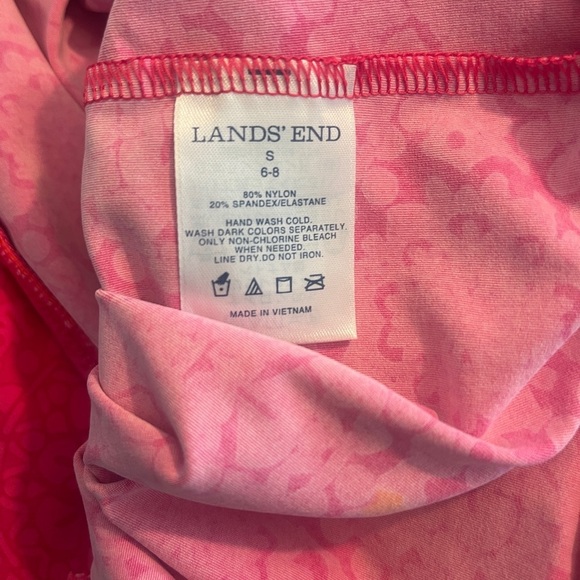 LANDS' END
S
6-8
80% NYLON
20% SPANDEX/ELASTANE
HAND WASH COLD.
WASH DARK COLORS SEPARATELY.
ONLY NON-CHLORINE BLEACH
WHEN NEEDED.
LINE DRY.DO NOT IRON.
MADE IN VIETNAM